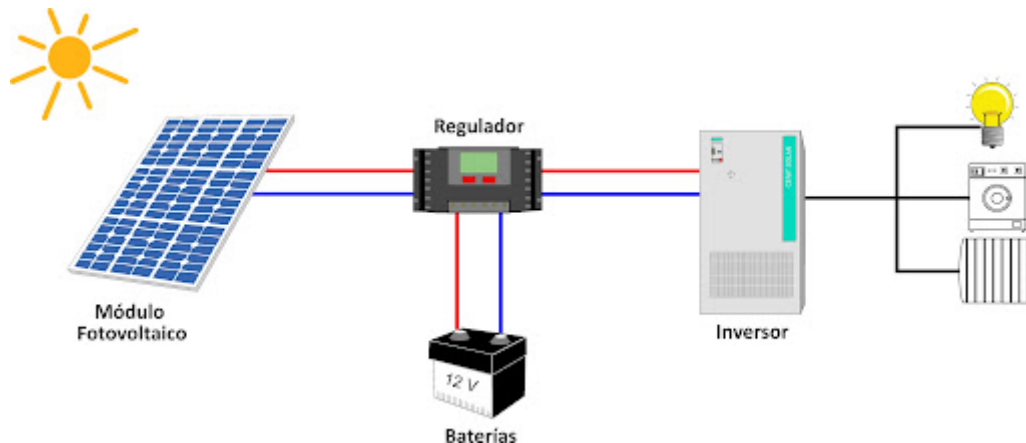 Regulador
Módulo
Fotovoltaico
Inversor
12 V
Baterías